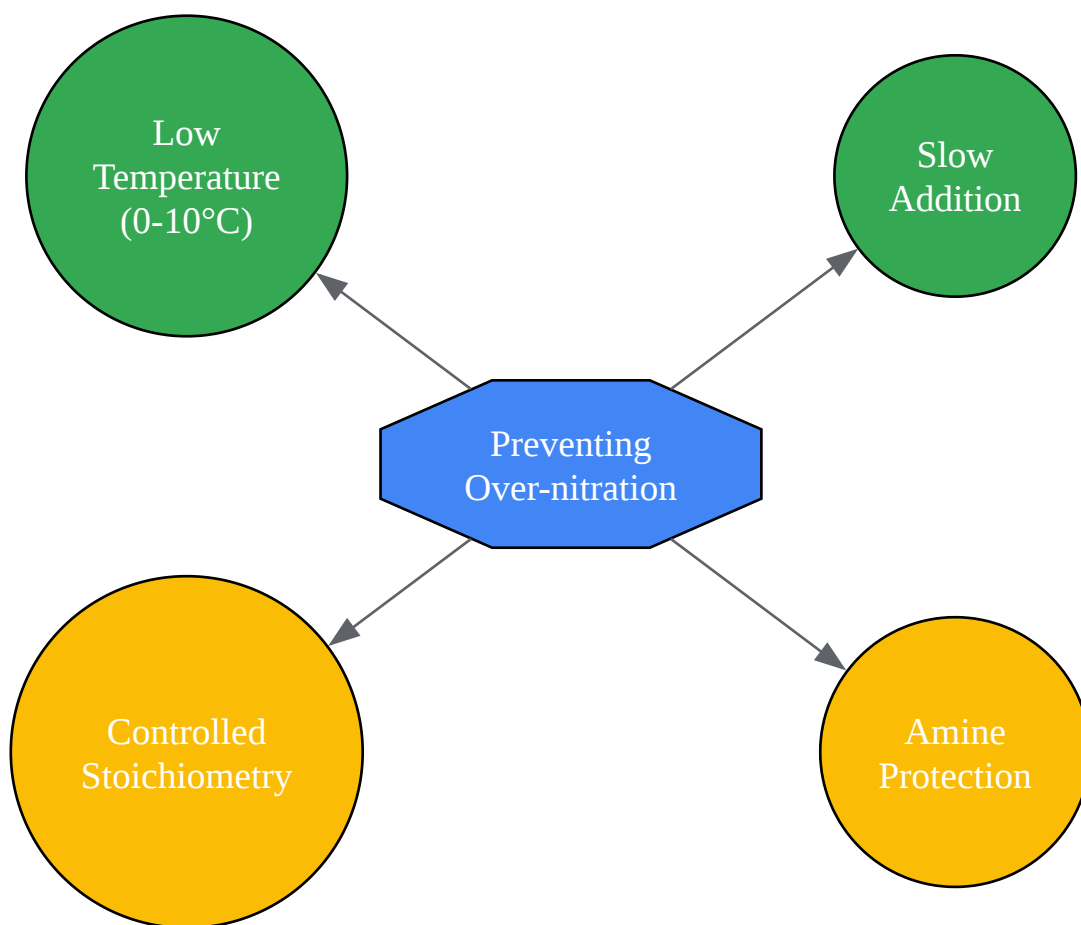 Low
Temperature
(0-10°C)
Slow
Addition
Preventing
Over-nitration
Controlled
Stoichiometry
Amine
Protection